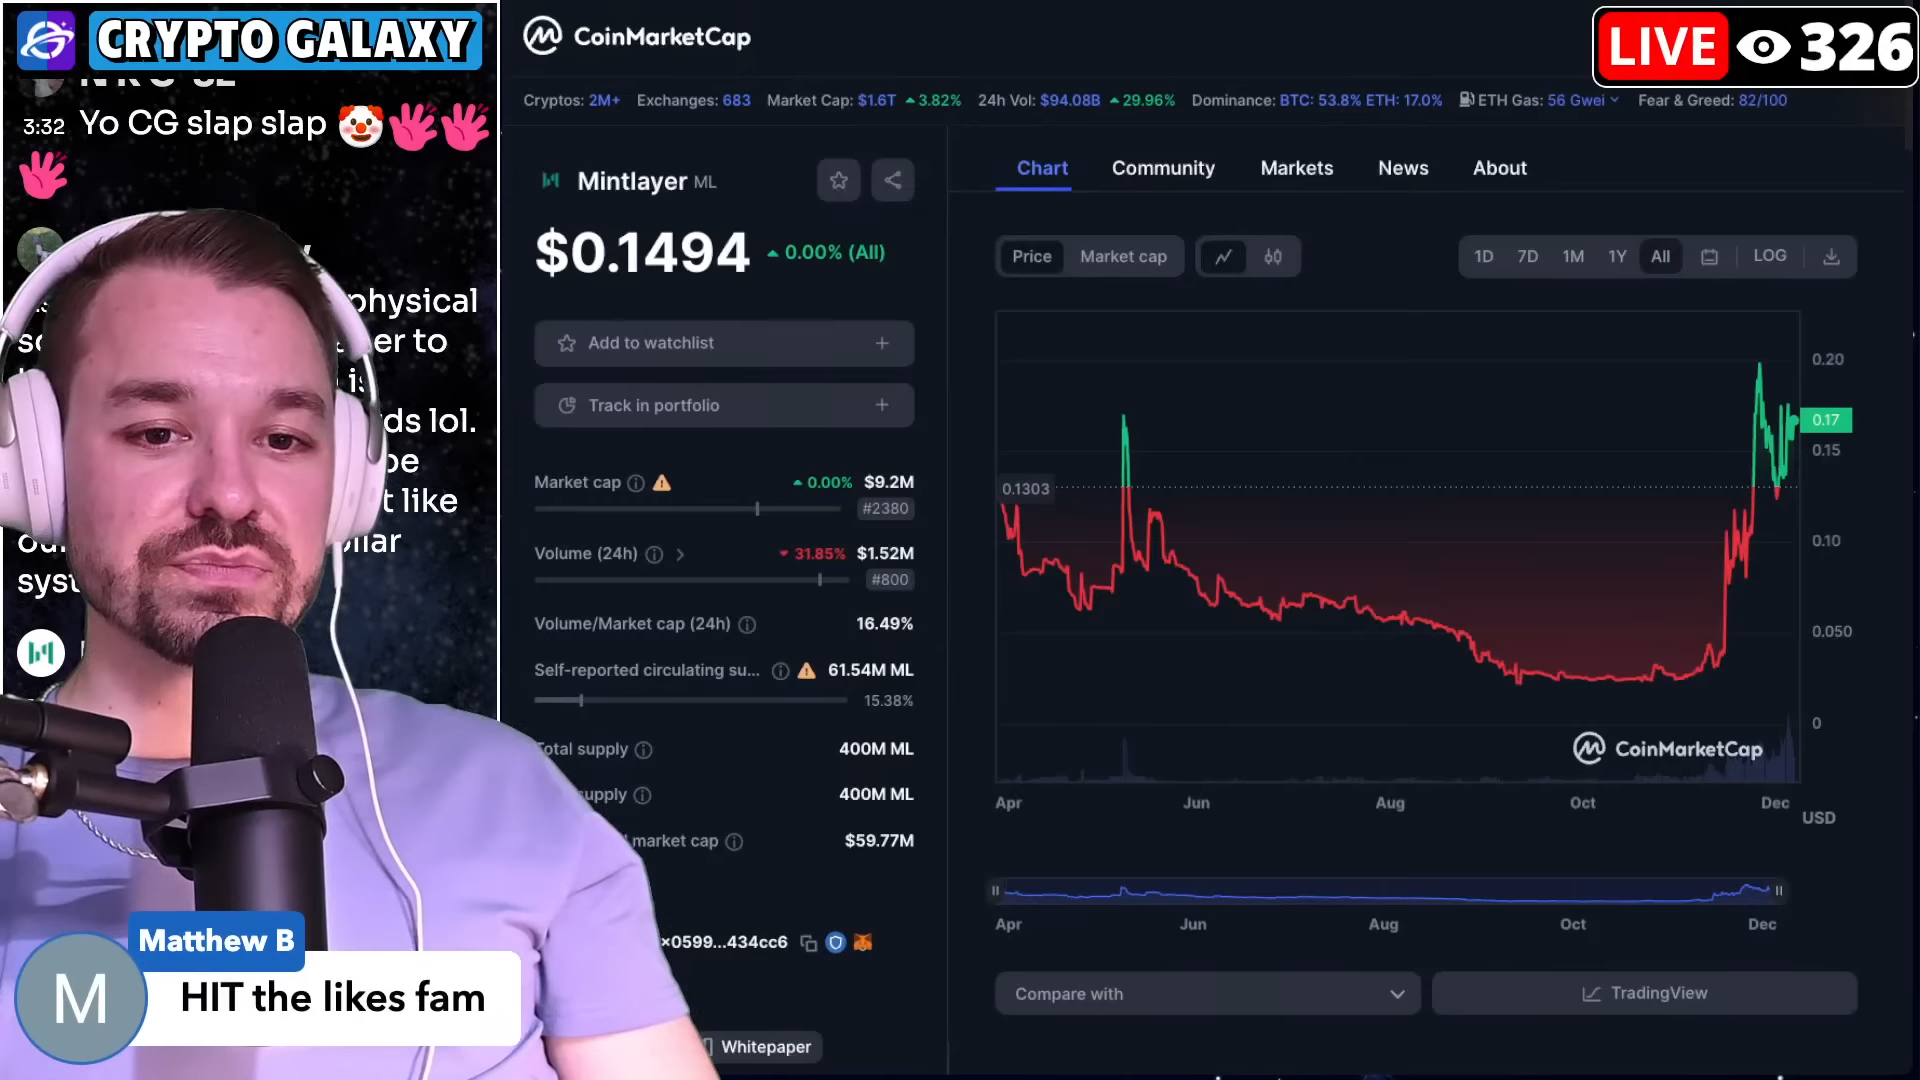 CRYPTO GALAXY
3:32 Yo CG slap slap
physical
er to
ds lol.
be
t like
syst
Matthew B
M
HIT the likes fam
CoinMarketCap
LIVE 326
Cryptos: 2M+ Exchanges: 683 Market Cap: $1.6T 3.82% 24h Vol: $94.08B 29.96% Dominance: BTC: 53.8% ETH: 17.0% ETH Gas: 56 Gwei Fear & Greed: 82/100
Mintlayer ML
$0.1494 0.00% (All)
Add to watchlist +
Track in portfolio +
Market cap 0.00% $9.2M
#2380
Volume (24h) 31.85% $1.52M
#800
Volume/Market cap (24h) 16.49%
Self-reported circulating su... 61.54M ML
15.38%
Total supply 400M ML
supply 400M ML
market cap $59.77M
x0599...434cc6
Whitepaper
Chart Community Markets News About
Price Market cap
1D 7D 1M 1Y All LOG
0.20
0.17
0.15
0.1303
0.10
0.050
0
CoinMarketCap
Apr Jun Aug Oct Dec
USD
Apr Jun Aug Oct Dec
Compare with
TradingView